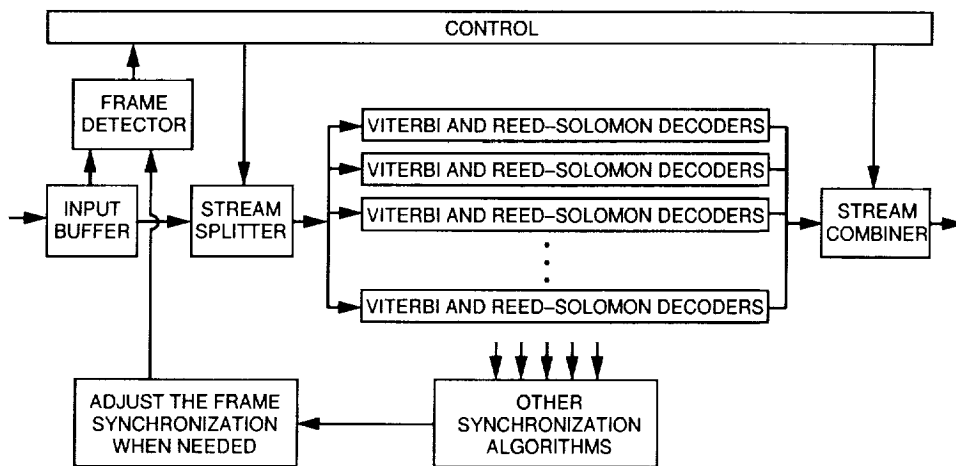 CONTROL
FRAME
DETECTOR
VITERBI AND REED–SOLOMON DECODERS
VITERBI AND REED–SOLOMON DECODERS
VITERBI AND REED–SOLOMON DECODERS
VITERBI AND REED–SOLOMON DECODERS
INPUT
BUFFER
STREAM
SPLITTER
STREAM
COMBINER
ADJUST THE FRAME
SYNCHRONIZATION
WHEN NEEDED
OTHER
SYNCHRONIZATION
ALGORITHMS